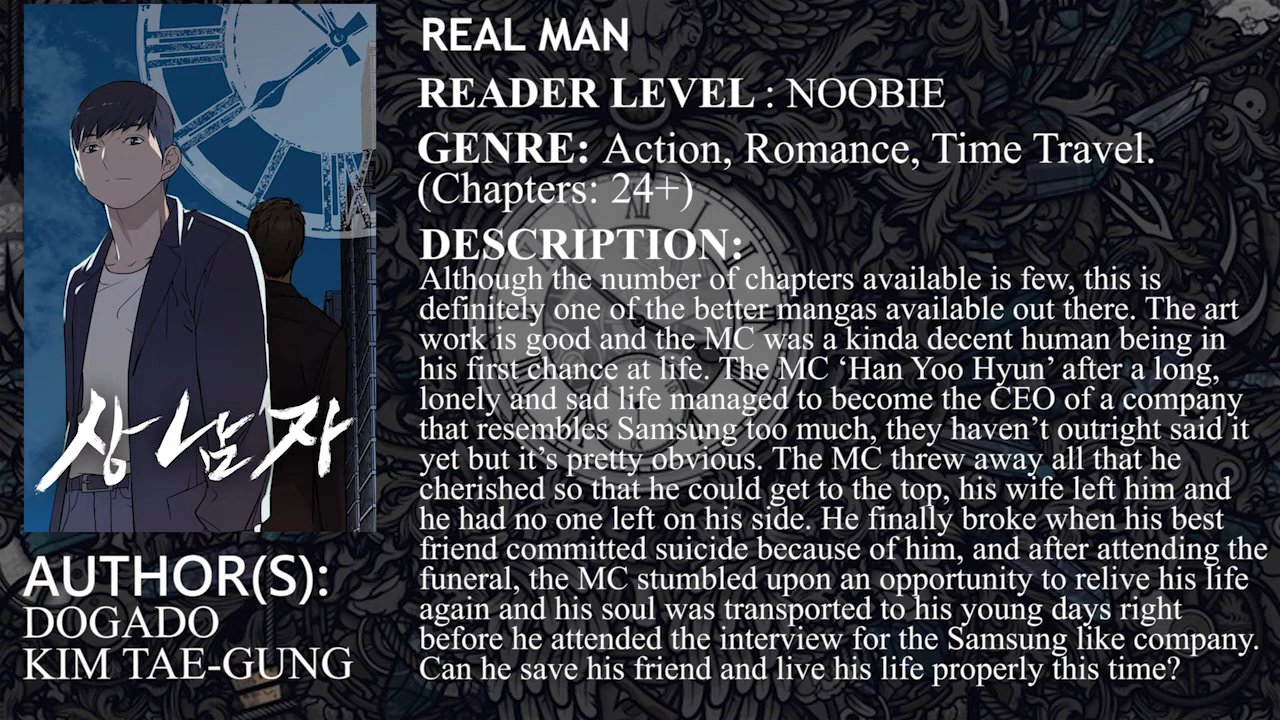 REAL MAN
READER LEVEL : NOOBIE
GENRE: Action, Romance, Time Travel.
(Chapters: 24+)
DESCRIPTION:
Although the number of chapters available is few, this is
definitely one of the better mangas available out there. The art
work is good and the MC was a kinda decent human being in
his first chance at life. The MC ‘Han Yoo Hyun’ after a long,
lonely and sad life managed to become the CEO of a company
that resembles Samsung too much, they haven’t outright said it
yet but it’s pretty obvious. The MC threw away all that he
cherished so that he could get to the top, his wife left him and
he had no one left on his side. He finally broke when his best
friend committed suicide because of him, and after attending the
funeral, the MC stumbled upon an opportunity to relive his life
again and his soul was transported to his young days right
before he attended the interview for the Samsung like company.
Can he save his friend and live his life properly this time?
상남자
AUTHOR(S):
DOGADO
KIM TAE-GUNG